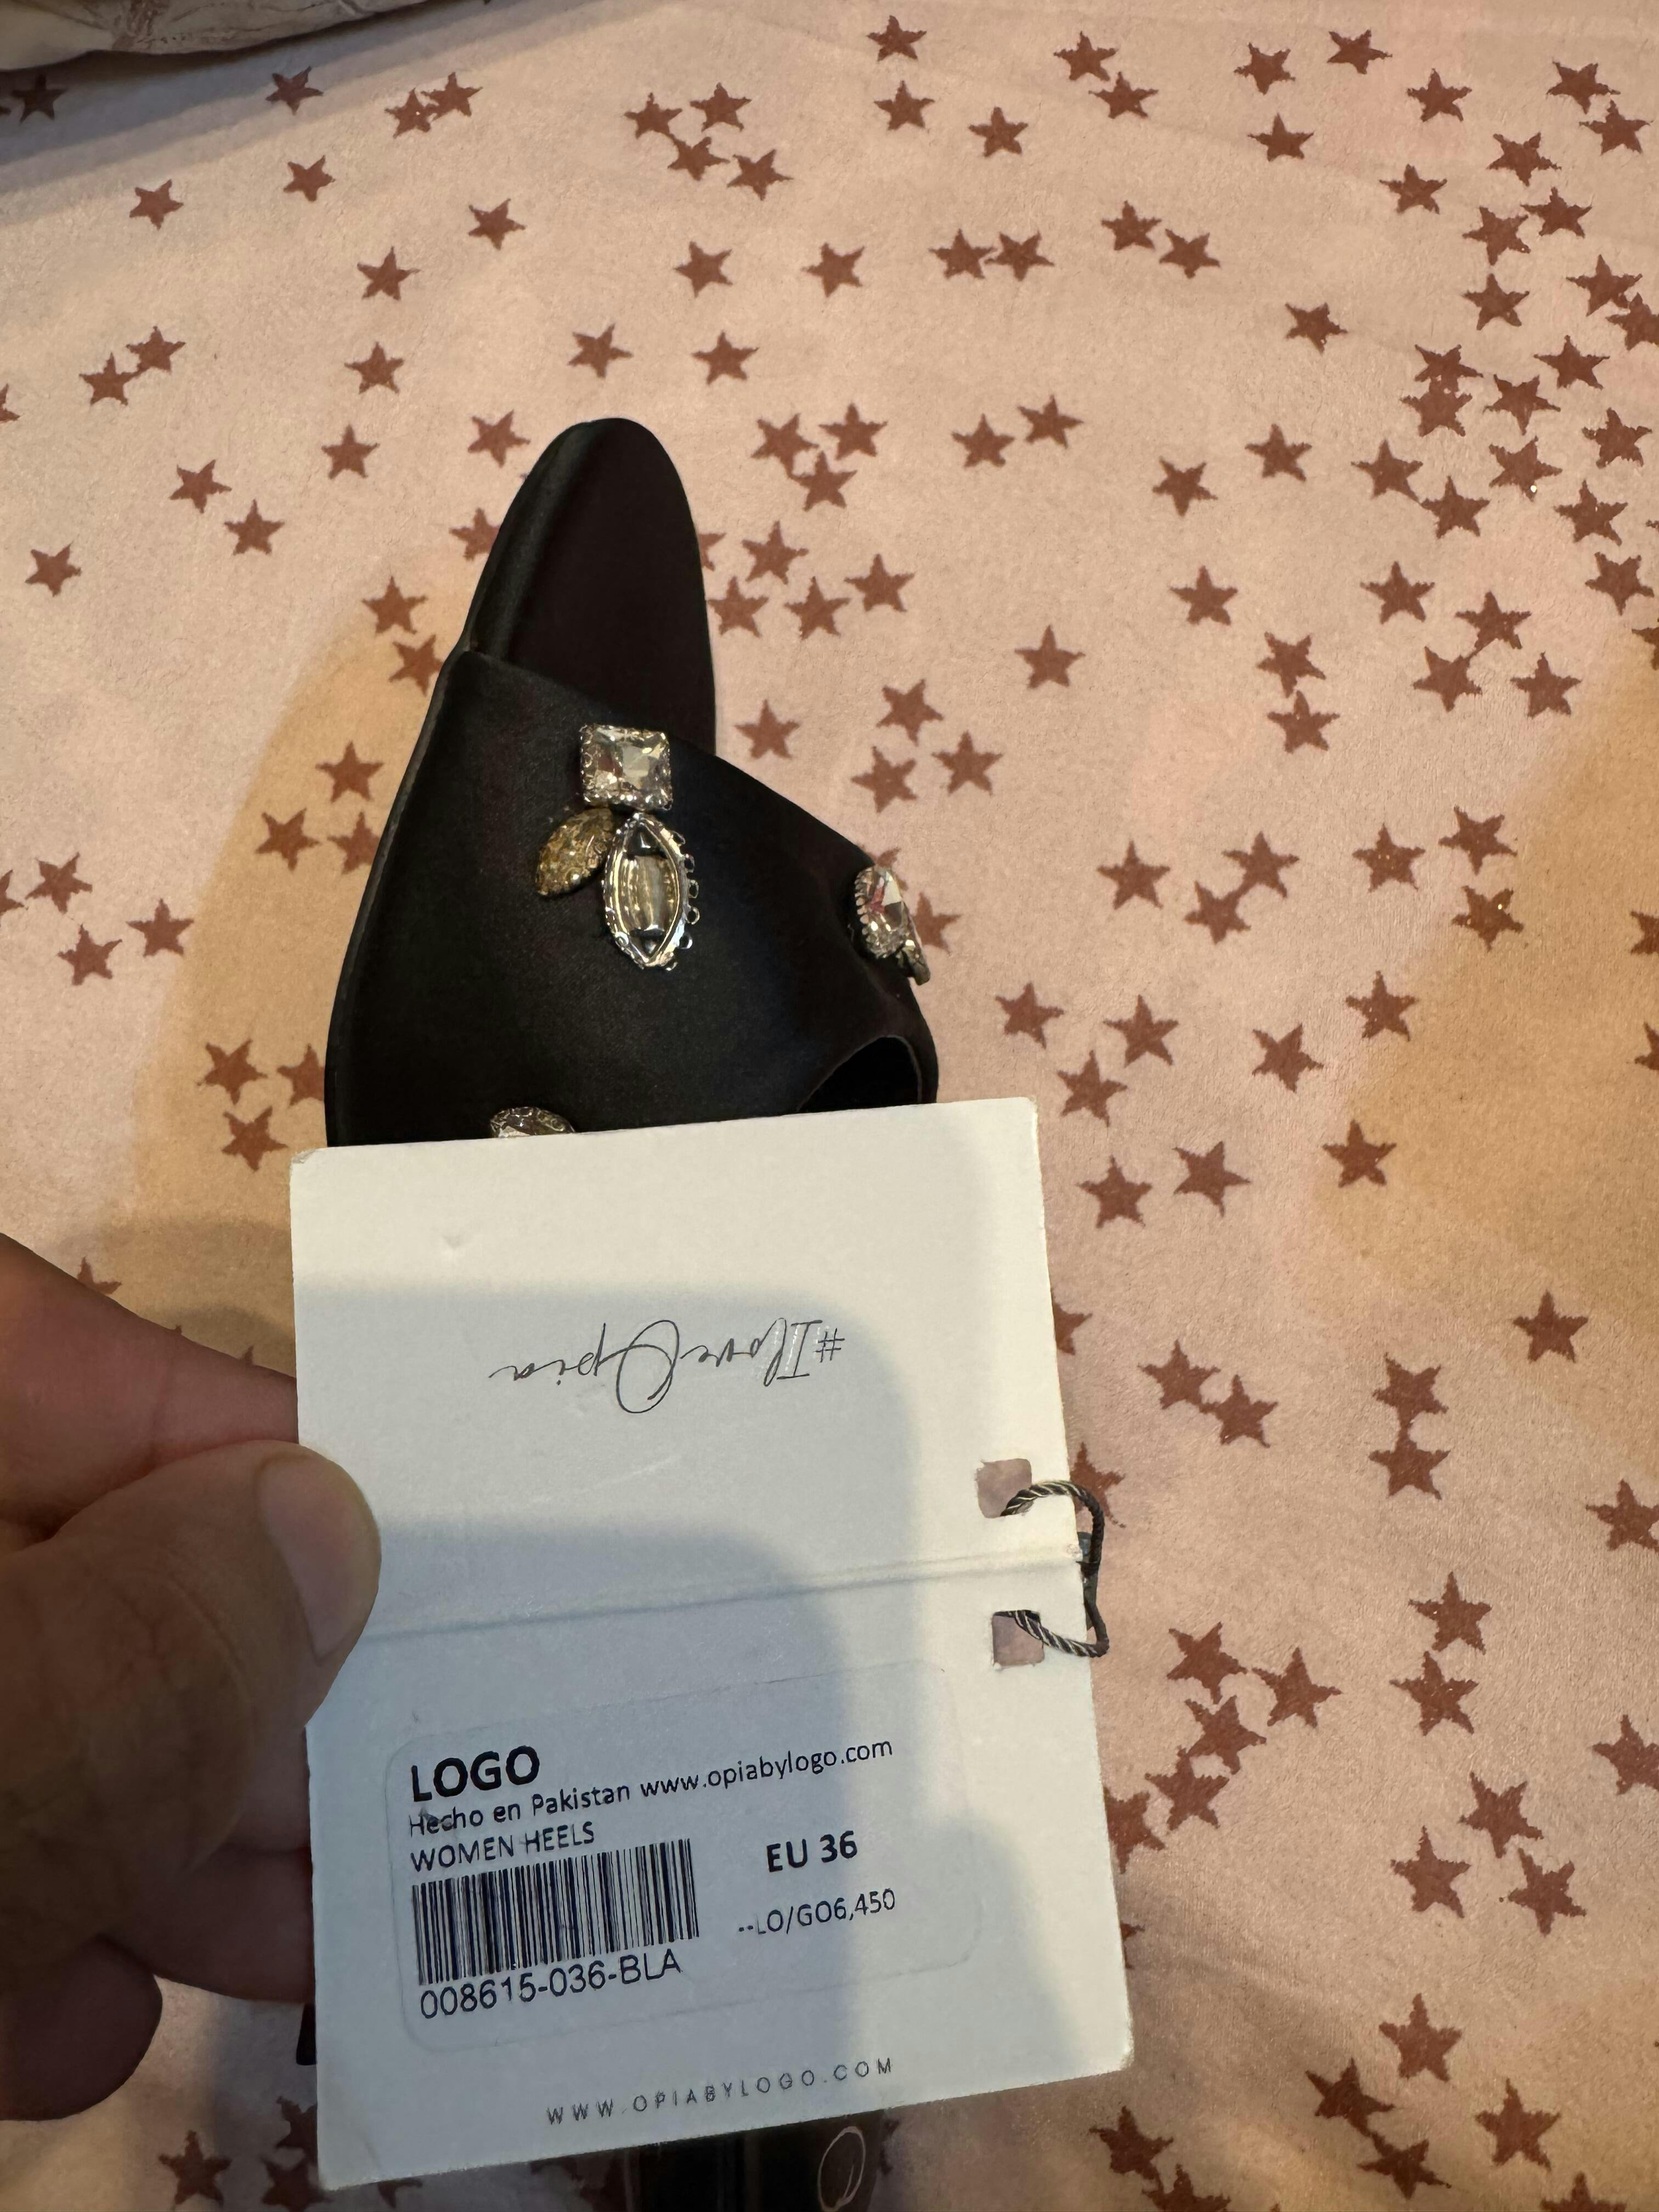 #IloveOpia
LOGO
Hecho en Pakistan www.opiabylogo.com
WOMEN HEELS
EU 36
--LO/GO6,450
008615-036-BLA
WWW.OPIABYLOGO.COM